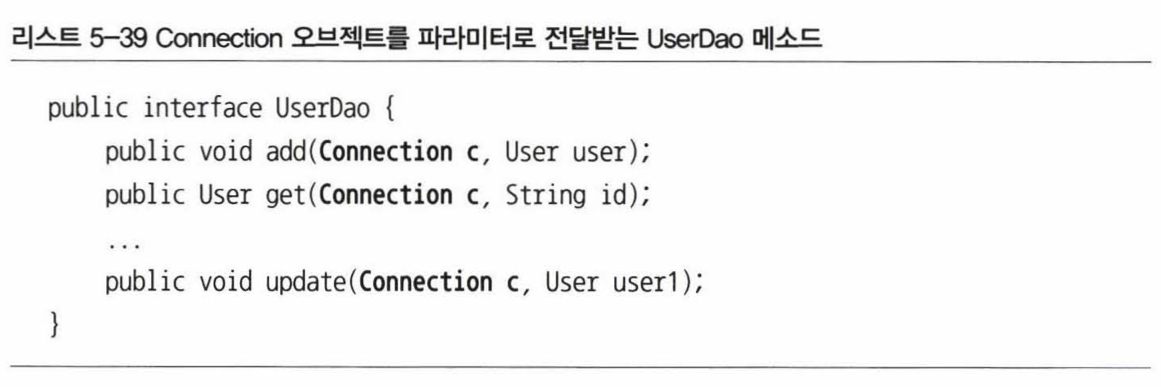 리스트 5-39 Connection 오브젝트를 파라미터로 전달받는 UserDao 메소드
public interface UserDao {
public void add(Connection c, User user);
public User get(Connection c, String id);
...
public void update(Connection c, User user1);
}